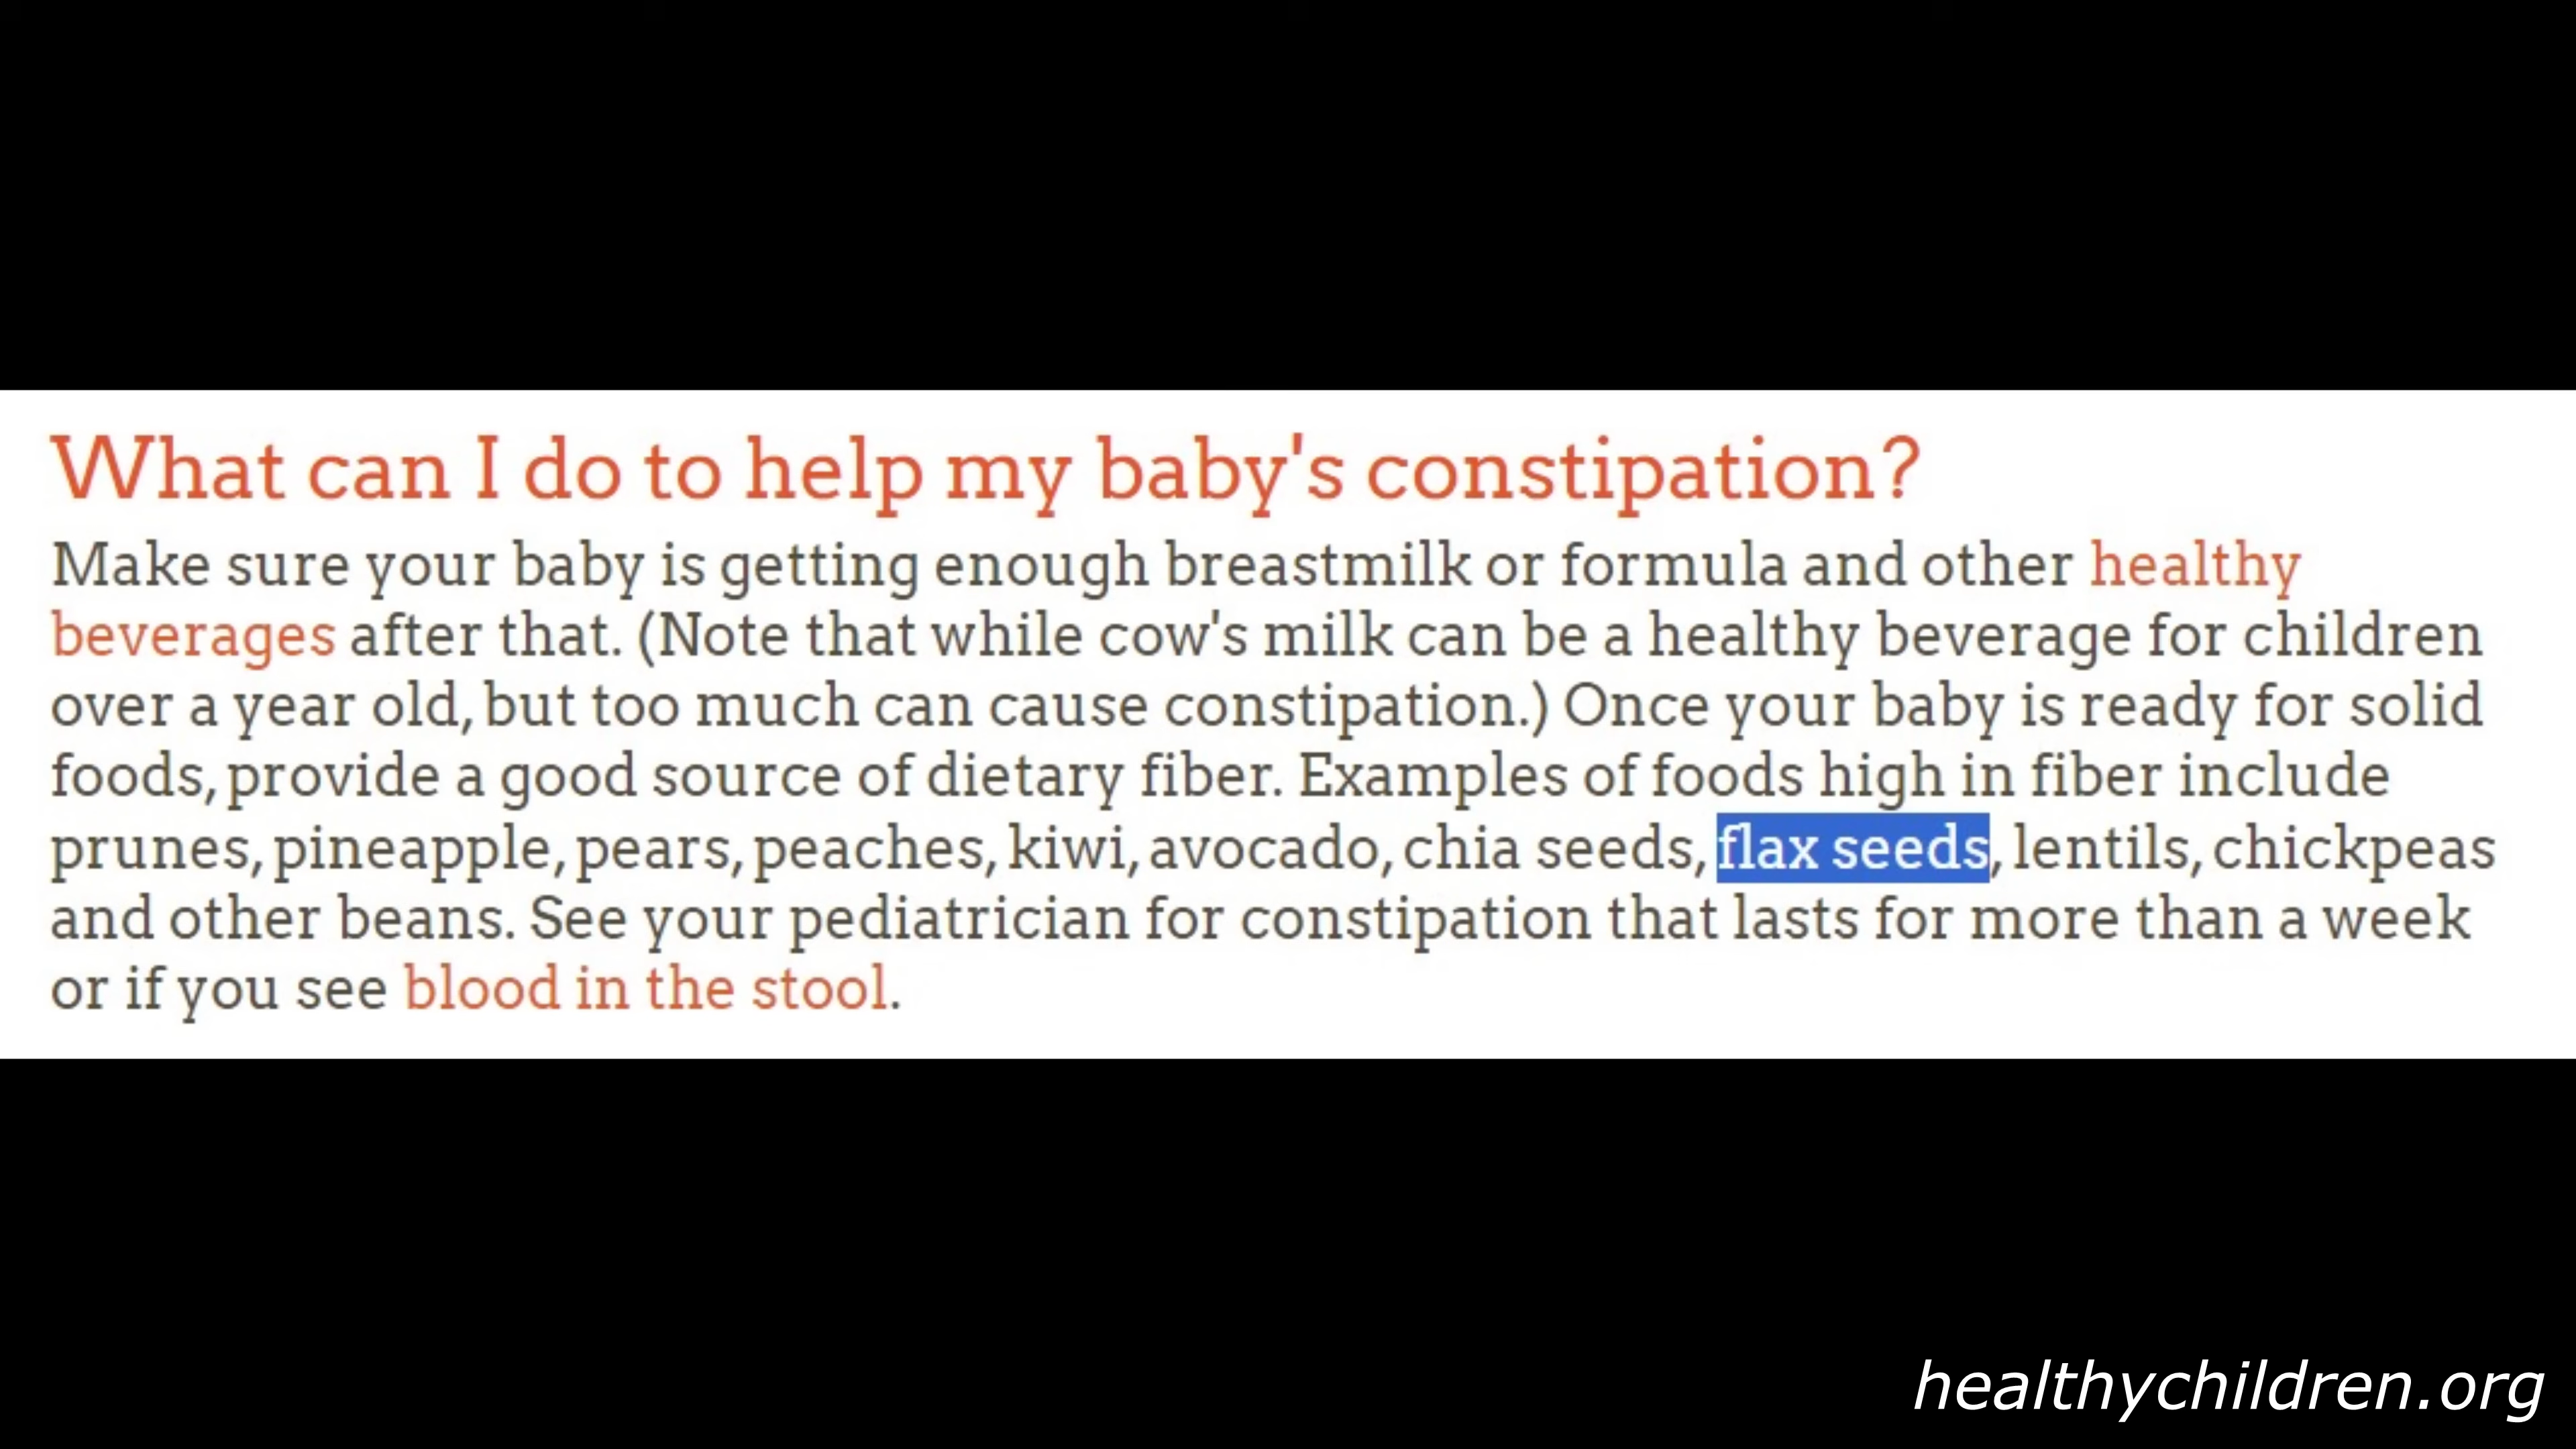 What can I do to help my baby's constipation?
Make sure your baby is getting enough breastmilk or formula and other healthy
beverages after that. (Note that while cow's milk can be a healthy beverage for children
over a year old, but too much can cause constipation.) Once your baby is ready for solid
foods, provide a good source of dietary fiber. Examples of foods high in fiber include
prunes, pineapple, pears, peaches, kiwi, avocado, chia seeds, flax seeds, lentils, chickpeas
and other beans. See your pediatrician for constipation that lasts for more than a week
or if you see blood in the stool.
healthychildren.org